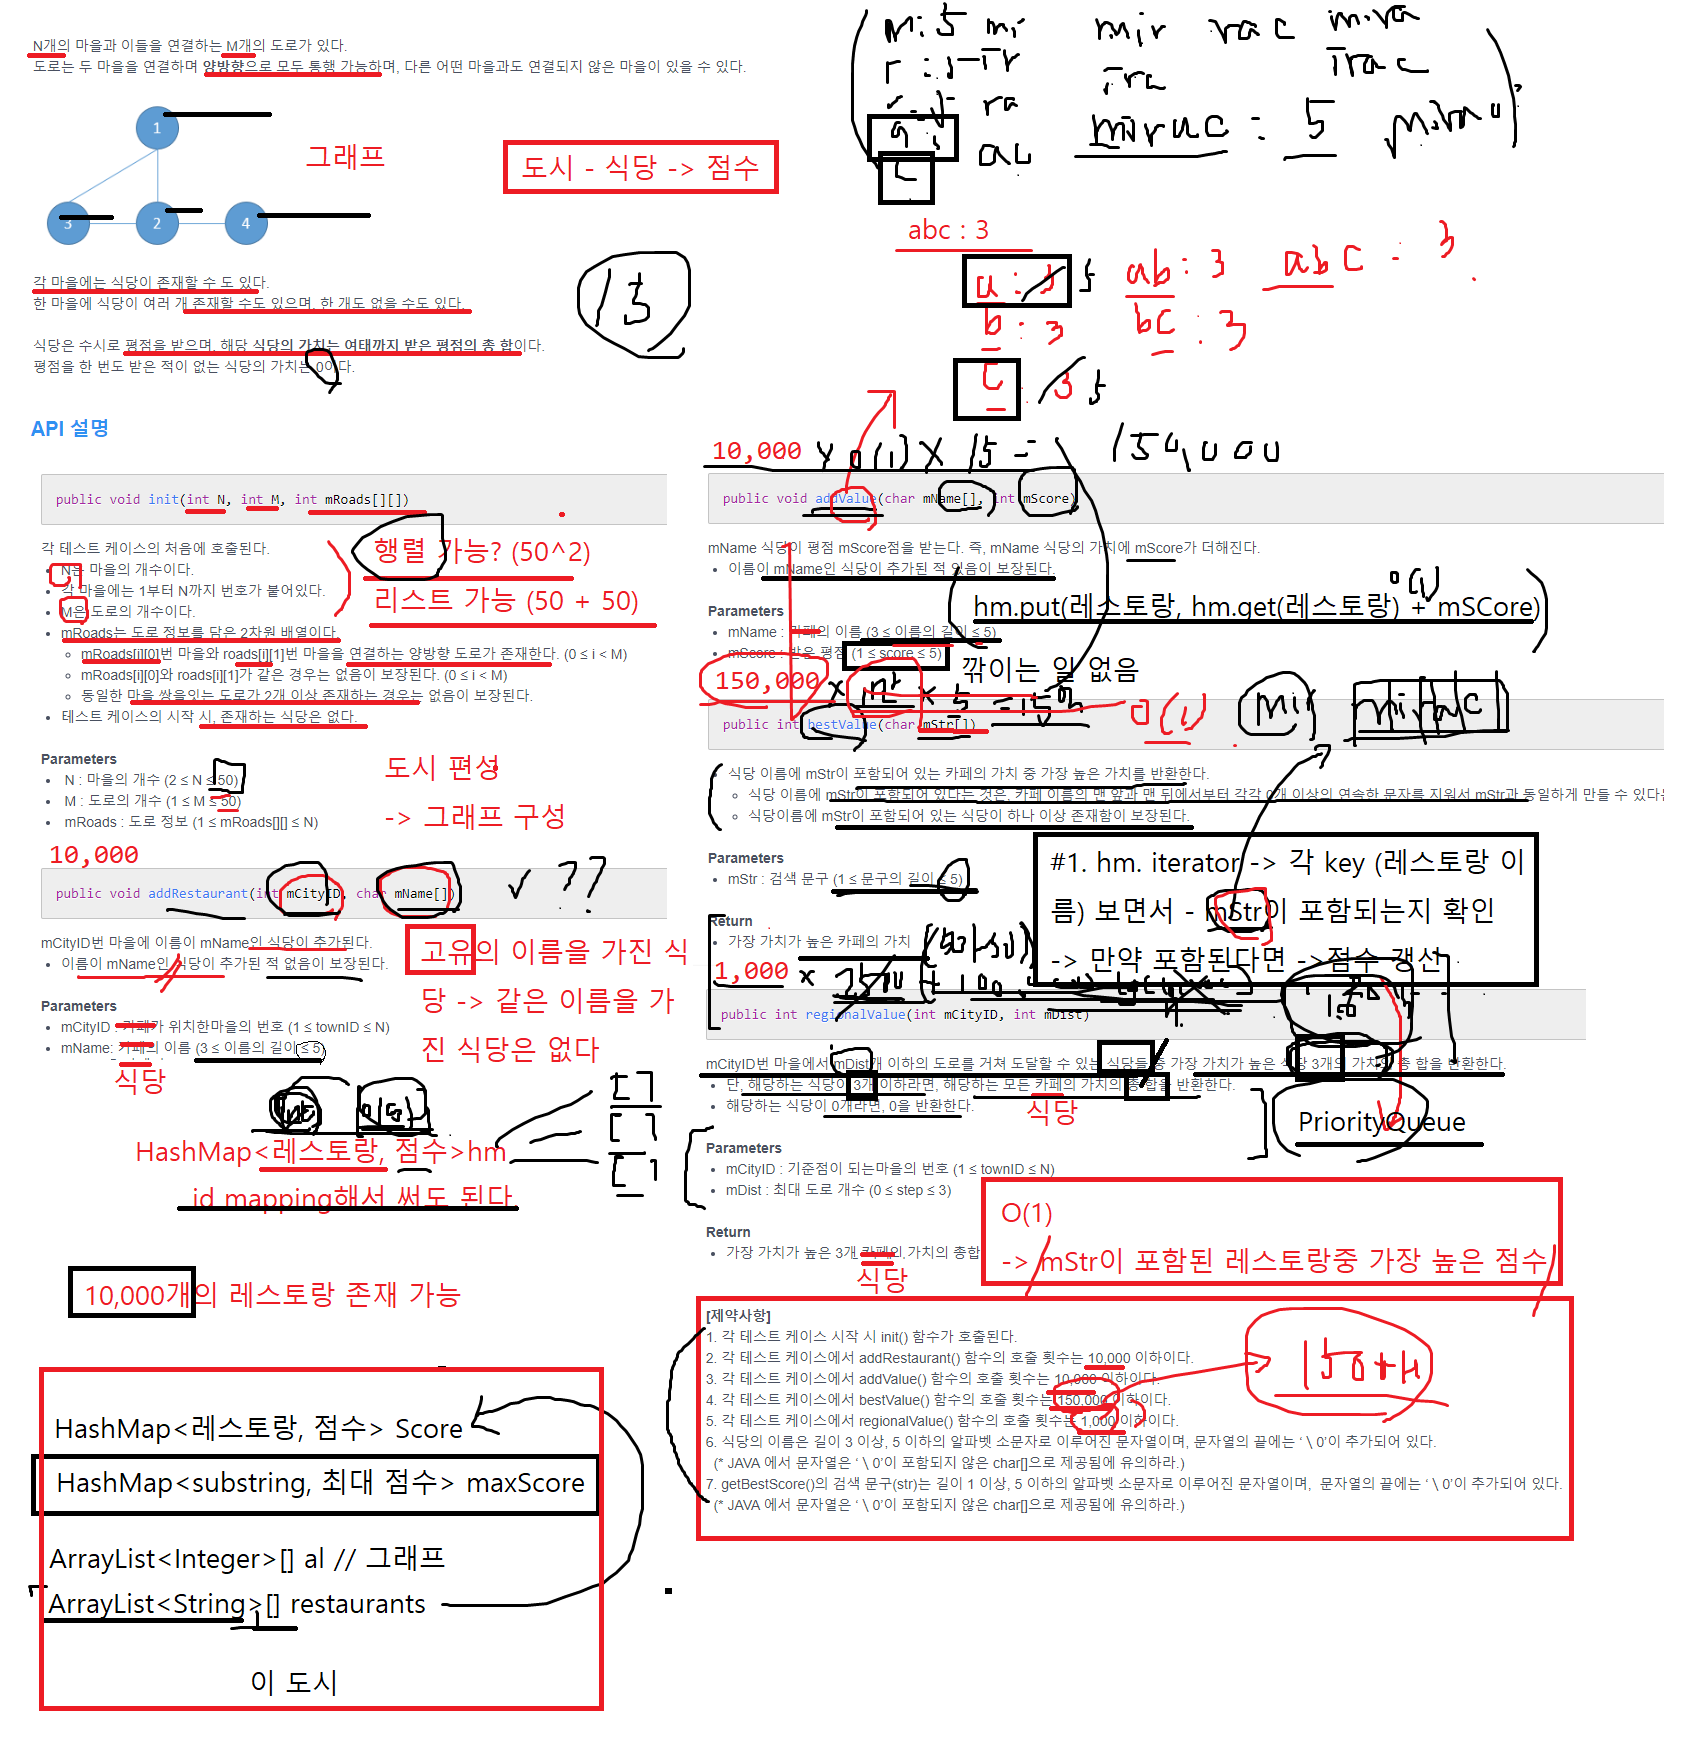 N개의 마을과 이들을 연결하는 M개의 도로가 있다.
도로는 두 마을을 연결하며 양방향으로 모두 통행 가능하며, 다른 어떤 마을과도 연결되지 않은 마을이 있을 수 있다.
1
3
2
4
그래프
도시 - 식당 -> 점수
각 마을에는 식당이 존재할 수 도 있다.
한 마을에 식당이 여러 개 존재할 수도 있으며, 한 개도 없을 수도 있다.
식당은 수시로 평점을 받으며, 해당 식당의 가치는 여태까지 받은 평점의 총 합이다.
평점을 한 번도 받은 적이 없는 식당의 가치는 0이다.
15
API 설명
public void init(int N, int M, int mRoads[][])
각 테스트 케이스의 처음에 호출된다.
N은 마을의 개수이다.
각 마을에는 1부터 N까지 번호가 붙어있다.
M은 도로의 개수이다.
mRoads는 도로 정보를 담은 2차원 배열이다.
mRoads[i][0]번 마을와 roads[i][1]번 마을을 연결하는 양방향 도로가 존재한다. (0 ≤ i < M)
mRoads[i][0]와 roads[i][1]가 같은 경우는 없음이 보장된다. (0 ≤ i < M)
동일한 마을 쌍을잇는 도로가 2개 이상 존재하는 경우는 없음이 보장된다.
테스트 케이스의 시작 시, 존재하는 식당은 없다.
행렬 가능? (50^2)
리스트 가능 (50 + 50)
Parameters
N : 마을의 개수 (2 ≤ N ≤ 50)
M : 도로의 개수 (1 ≤ M ≤ 50)
mRoads : 도로 정보 (1 ≤ mRoads[][] ≤ N)
도시 편성
-> 그래프 구성
10,000
public void addRestaurant(int mCityID, char mName[])
??
mCityID번 마을에 이름이 mName인 식당이 추가된다.
이름이 mName인 식당이 추가된 적 없음이 보장된다.
고유의 이름을 가진 식
당 -> 같은 이름을 가
진 식당은 없다
Parameters
mCityID : 카페가 위치한마을의 번호 (1 ≤ townID ≤ N)
mName: 카페의 이름 (3 ≤ 이름의 길이 ≤ 5)
식당
HashMap<레스토랑, 점수>hm
id mapping해서 써도 된다.
10,000개의 레스토랑 존재 가능
HashMap<레스토랑, 점수> Score
HashMap<substring, 최대 점수> maxScore
ArrayList<Integer>[] al // 그래프
ArrayList<String>[] restaurants
이 도시
mir rac mira
ira irac
ra
ac mirac : 5
c
abc : 3
a : 3 5 ab : 3 abc : 3
b : 3 bc : 3
c : 3 5
10,000 x O(1) x 15 = 150,000
public void addValue(char mName[], int mScore)
mName 식당이 평점 mScore점을 받는다. 즉, mName 식당의 가치에 mScore가 더해진다.
이름이 mName인 식당이 추가된 적 있음이 보장된다.
O(1)
hm.put(레스토랑, hm.get(레스토랑) + mSCore)
Parameters
mName : 카페의 이름 (3 ≤ 이름의 길이 ≤ 5)
mScore : 받은 평점 (1 ≤ score ≤ 5)
깎이는 일 없음
150,000
public int bestValue(char mStr[])
O(1)
mir
mirac
식당 이름에 mStr이 포함되어 있는 카페의 가치 중 가장 높은 가치를 반환한다.
식당 이름에 mStr이 포함되어 있다는 것은, 카페 이름의 맨 앞과 맨 뒤에서부터 각각 0개 이상의 연속한 문자를 지워서 mStr과 동일하게 만들 수 있다는
식당이름에 mStr이 포함되어 있는 식당이 하나 이상 존재함이 보장된다.
Parameters
mStr : 검색 문구 (1 ≤ 문구의 길이 ≤ 5)
#1. hm. iterator -> 각 key (레스토랑 이
름) 보면서 - mStr이 포함되는지 확인
-> 만약 포함된다면 ->점수 갱신
Return
가장 가치가 높은 카페의 가치
1,000 x
public int regionalValue(int mCityID, int mDist)
mCityID번 마을에서 mDist개 이하의 도로를 거쳐 도달할 수 있는 식당들 중 가장 가치가 높은 식당 3개의 가치의 총 합을 반환한다.
단, 해당하는 식당이 3개 이하라면, 해당하는 모든 카페의 가치의 총 합을 반환한다.
해당하는 식당이 0개라면, 0을 반환한다.
식당
PriorityQueue
Parameters
mCityID : 기준점이 되는마을의 번호 (1 ≤ townID ≤ N)
mDist : 최대 도로 개수 (0 ≤ step ≤ 3)
Return
가장 가치가 높은 3개 카페의 가치의 총합
식당
O(1)
-> mStr이 포함된 레스토랑중 가장 높은 점수
[제약사항]
1. 각 테스트 케이스 시작 시 init() 함수가 호출된다.
2. 각 테스트 케이스에서 addRestaurant() 함수의 호출 횟수는 10,000 이하이다.
3. 각 테스트 케이스에서 addValue() 함수의 호출 횟수는 10,000 이하이다.
4. 각 테스트 케이스에서 bestValue() 함수의 호출 횟수는 150,000 이하이다.
5. 각 테스트 케이스에서 regionalValue() 함수의 호출 횟수는 1,000 이하이다.
6. 식당의 이름은 길이 3 이상, 5 이하의 알파벳 소문자로 이루어진 문자열이며, 문자열의 끝에는 ‘ \ 0’이 추가되어 있다.
(* JAVA 에서 문자열은 ‘ \ 0’이 포함되지 않은 char[]으로 제공됨에 유의하라.)
7. getBestScore()의 검색 문구(str)는 길이 1 이상, 5 이하의 알파벳 소문자로 이루어진 문자열이며, 문자열의 끝에는 ‘ \ 0’이 추가되어 있다.
(* JAVA 에서 문자열은 ‘ \ 0’이 포함되지 않은 char[]으로 제공됨에 유의하라.)